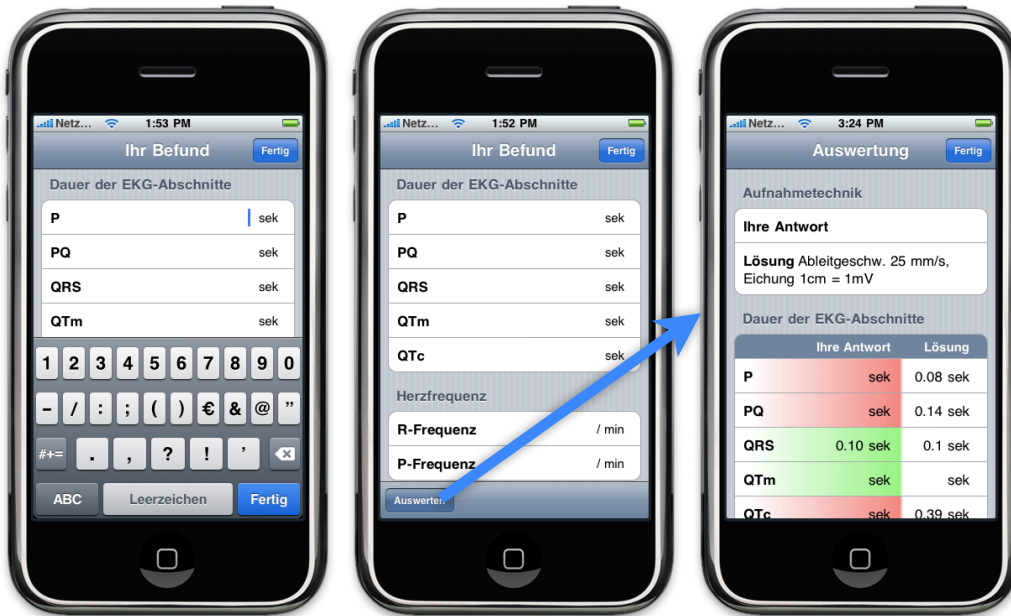 Netz... 1:53 PM
Ihr Befund Fertig
Dauer der EKG-Abschnitte
P sek
PQ sek
QRS sek
QTm sek
1 2 3 4 5 6 7 8 9 0
- / : ; ( ) € & @ "
#+= . , ? ! '
ABC Leerzeichen Fertig
Netz... 1:52 PM
Ihr Befund Fertig
Dauer der EKG-Abschnitte
P sek
PQ sek
QRS sek
QTm sek
QTc sek
Herzfrequenz
R-Frequenz / min
P-Frequenz / min
Auswerten
Netz... 3:24 PM
Auswertung Fertig
Aufnahmetechnik
Ihre Antwort
Lösung Ableitgeschw. 25 mm/s,
Eichung 1cm = 1mV
Dauer der EKG-Abschnitte
Ihre Antwort Lösung
P sek 0.08 sek
PQ sek 0.14 sek
QRS 0.10 sek 0.1 sek
QTm sek sek
QTc sek 0.39 sek